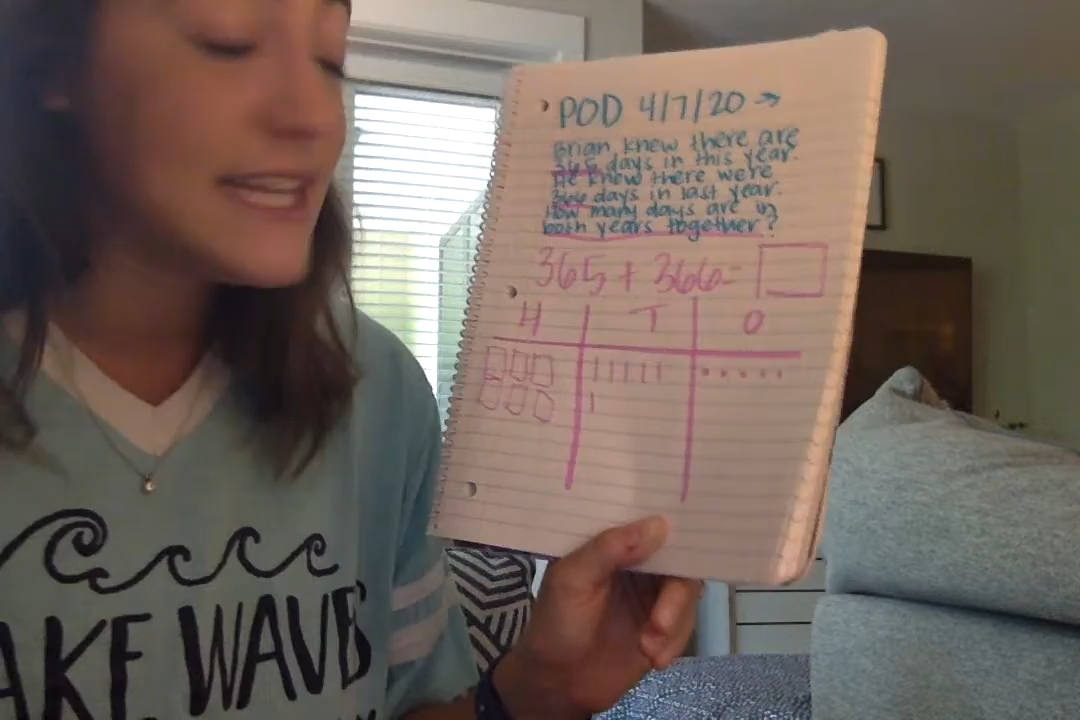 POD 4/7/20 →
Brian knew there are
365 days in this year.
He knew there were
366 days in last year.
How many days are in
both years together?
365 + 366 =
H T O
AKE WAVES